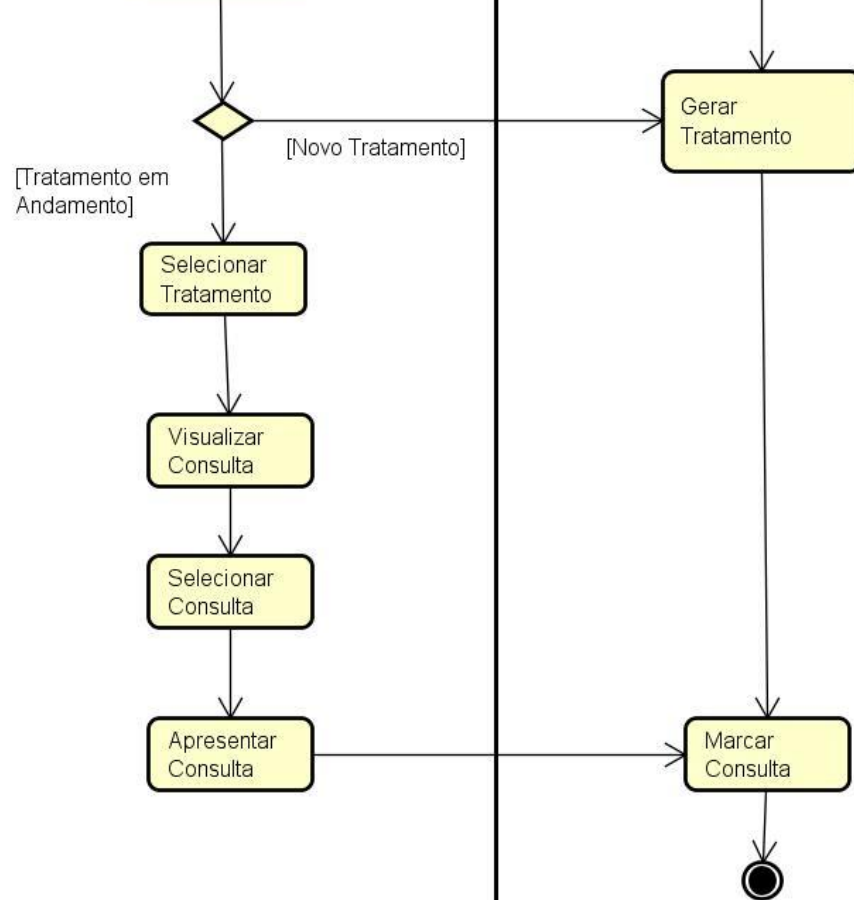 Gerar
Tratamento
[Novo Tratamento]
[Tratamento em
Andamento]
Selecionar
Tratamento
Visualizar
Consulta
Selecionar
Consulta
Apresentar
Consulta
Marcar
Consulta